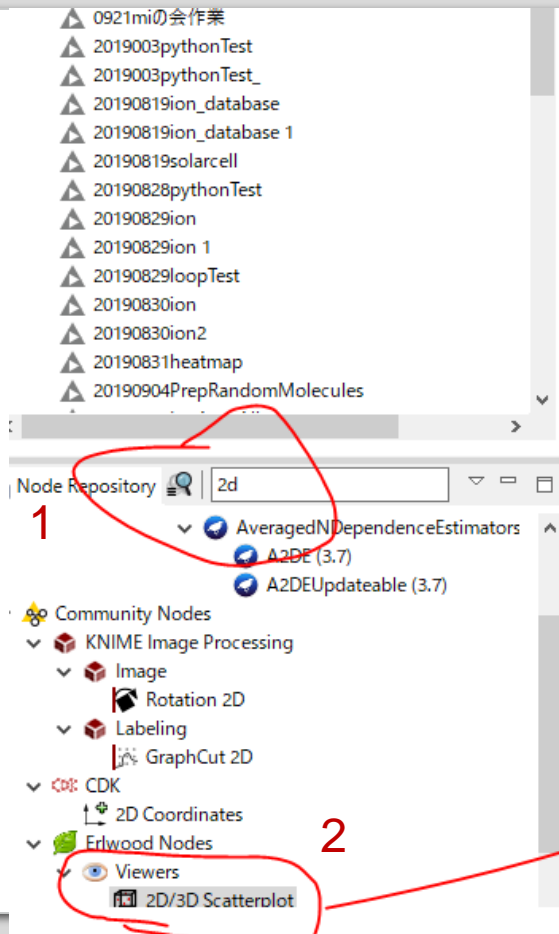 0921miの会作業
2019003pythonTest
2019003pythonTest_
20190819ion_database
20190819ion_database 1
20190819solarcell
20190828pythonTest
20190829ion
20190829ion 1
20190829loopTest
20190830ion
20190830ion2
20190831heatmap
20190904PrepRandomMolecules
Node Repository 2d
1
AveragedNDependenceEstimators
A2DE (3.7)
A2DEUpdateable (3.7)
Community Nodes
KNIME Image Processing
Image
Rotation 2D
Labeling
GraphCut 2D
CDK CDK
2D Coordinates
2
Erlwood Nodes
Viewers
2D/3D Scatterplot